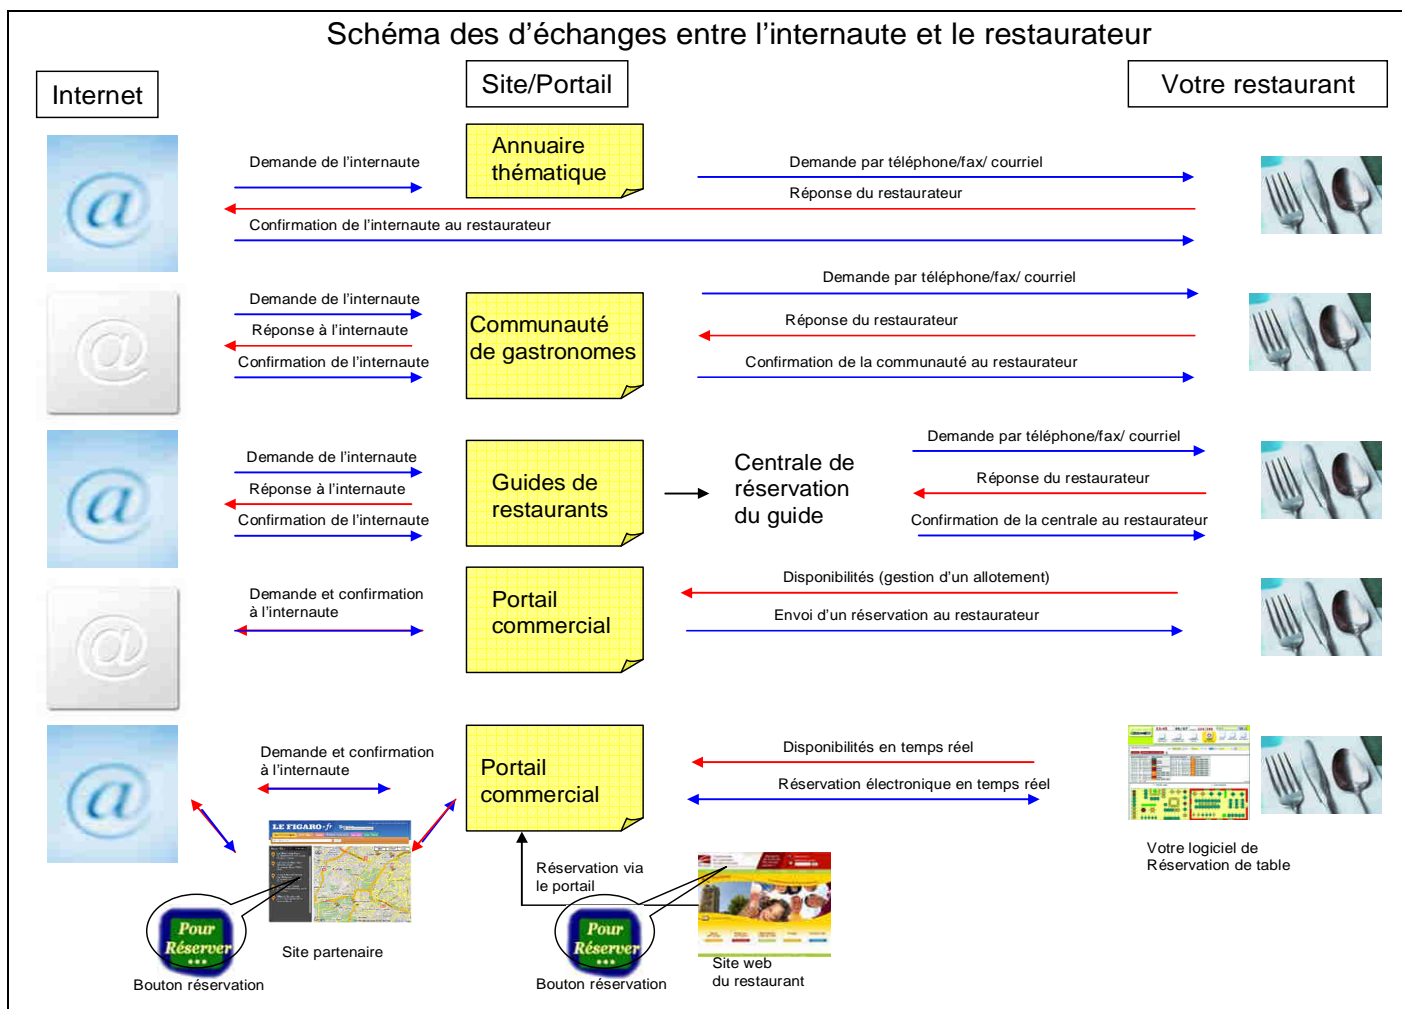 Schéma des d'échanges entre l'internaute et le restaurateur
Internet
Site/Portail
Votre restaurant
Demande de l'internaute
Annuaire
thématique
Demande par téléphone/fax/ courriel
Réponse du restaurateur
Confirmation de l'internaute au restaurateur
Demande de l'internaute
Réponse à l'internaute
Confirmation de l'internaute
Communauté
de gastronomes
Demande par téléphone/fax/ courriel
Réponse du restaurateur
Confirmation de la communauté au restaurateur
Demande de l'internaute
Réponse à l'internaute
Confirmation de l'internaute
Guides de
restaurants
Centrale de
réservation
du guide
Demande par téléphone/fax/ courriel
Réponse du restaurateur
Confirmation de la centrale au restaurateur
Demande et confirmation
à l'internaute
Portail
commercial
Disponibilités (gestion d'un allotement)
Envoi d'un réservation au restaurateur
Demande et confirmation
à l'internaute
Portail
commercial
Disponibilités en temps réel
Réservation électronique en temps réel
Votre logiciel de
Réservation de table
LE FIGARO.fr
Réservation via
le portail
Pour
Réserver
...
Bouton réservation
Site partenaire
Pour
Réserver
...
Bouton réservation
Site web
du restaurant